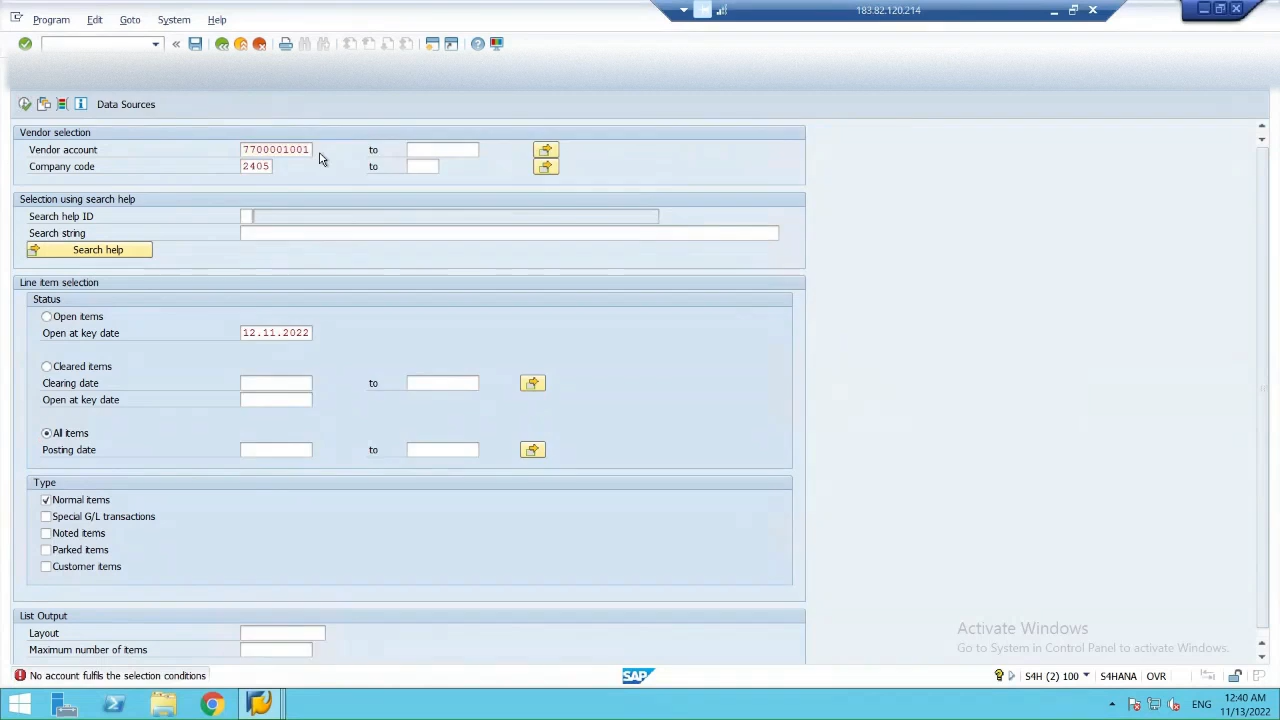 Program Edit Goto System Help
183.82.120.214
Data Sources
Vendor selection
Vendor account 7700001001 to
Company code 2405 to
Selection using search help
Search help ID
Search string
Search help
Line item selection
Status
Open items
Open at key date 12.11.2022
Cleared items
Clearing date to
Open at key date
All items
Posting date to
Type
Normal items
Special G/L transactions
Noted items
Parked items
Customer items
List Output
Layout
Maximum number of items
Activate Windows
Go to System in Control Panel to activate Windows.
No account fulfils the selection conditions
SAP
S4H (2) 100 S4HANA OVR
ENG
12:40 AM
11/13/2022